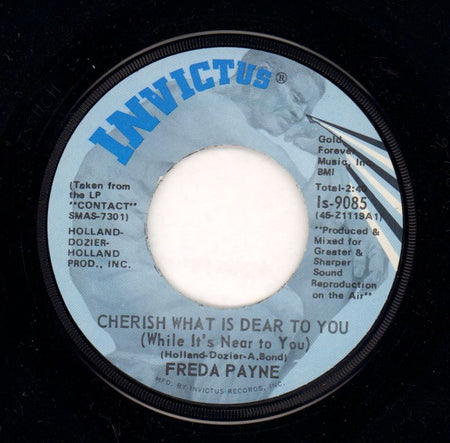 INVICTUS®
Gold
Forever
Music, Inc
BMI
Total-2:40
Is-9085
(45-Z1119A1)
(Taken from
the LP
"CONTACT"
SMAS-7301)
HOLLAND-
DOZIER-
HOLLAND
PROD., INC.
"Produced &
Mixed for
Greater &
Sharper
Sound
Reproduction
on the Air"
CHERISH WHAT IS DEAR TO YOU
(While It's Near to You)
(Holland-Dozier-A,Bond)
FREDA PAYNE
MFD. BY INVICTUS RECORDS, INC.